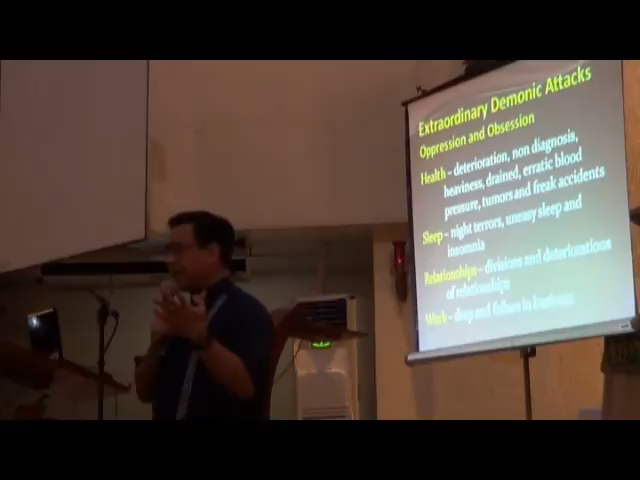 Extraordinary Demonic Attacks
Oppression and Obsession
Health – deterioration, non diagnosis,
heaviness, drained, erratic blood
pressure, tumors and freak accidents
Sleep – night terrors, uneasy sleep and
insomnia
Relationships – divisions and deteriorations
of relationships
Work – drop and failure in business